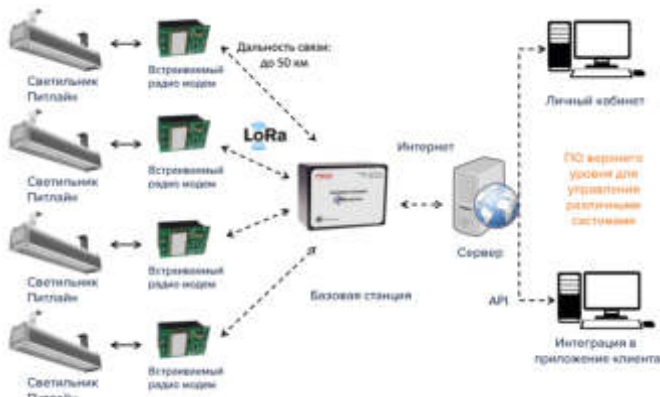 Светильник
Питлайн
Встраиваемый
радио модем
Дальность связи:
до 50 км
Светильник
Питлайн
Встраиваемый
радио модем
LoRa
Светильник
Питлайн
Встраиваемый
радио модем
Светильник
Питлайн
Встраиваемый
радио модем
Базовая станция
Интернет
Сервер
API
Личный кабинет
ПО верхнего
уровня для
управления
различными
системами
Интеграция в
приложение клиента